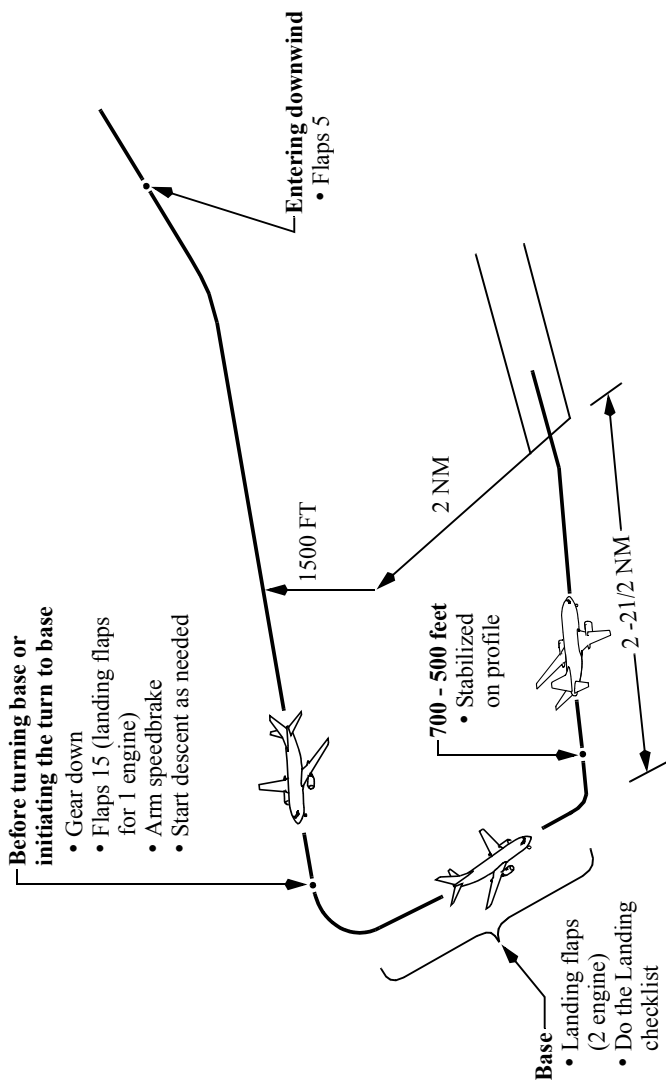 Entering downwind
• Flaps 5
Before turning base or
initiating the turn to base
• Gear down
• Flaps 15 (landing flaps
for 1 engine)
• Arm speedbrake
• Start descent as needed
1500 FT
2 NM
700 - 500 feet
• Stabilized
on profile
2 -21/2 NM
Base
• Landing flaps
(2 engine)
• Do the Landing
checklist